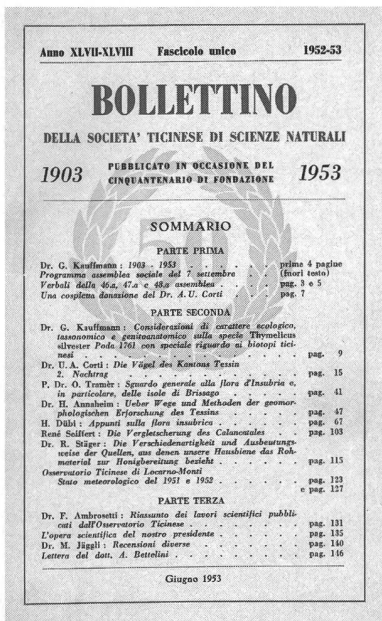 Anno XLVII-XLVIII Fascicolo unico 1952-53
BOLLETTINO
DELLA SOCIETA' TICINESE DI SCIENZE NATURALI
1903 PUBBLICATO IN OCCASIONE DEL CINQUANTENARIO DI FONDAZIONE 1953
SOMMARIO
PARTE PRIMA
Dr. G. Kauffmann : 1903 - 1953 . . . . . . prime 4 pagine
Programma assemblea sociale del 7 settembre . . (fuori testo)
Verbali della 46.a, 47.a e 48.a assemblea . . . . pag. 3 e 5
Una cospicua donazione del Dr. A. U. Corti . . . pag. 7
PARTE SECONDA
Dr. G. Kauffmann : Considerazioni di carattere ecologico,
tassonomico e genitoanatomico sulla specie Thymelicus
silvester Poda 1761 con speciale riguardo ai biotopi tici-
nesi . . . . . . . . . . . . pag. 9
Dr. U. A. Corti : Die Vögel des Kantons Tessin
2. Nachtrag . . . . . . . . . . pag. 15
P. Dr. O. Tramèr : Sguardo generale alla flora d'Insubria e,
in particolare, delle isole di Brissago . . . . pag. 41
Dr. H. Annaheim : Ueber Wege und Methoden der geomor-
phologischen Erforschung des Tessins . . . . pag. 47
H. Dübi : Appunti sulla flora insubrica . . . . . pag. 67
René Seiffert : Die Vergletscherung des Calancatales . pag. 103
Dr. R. Stäger : Die Verschiedenartigkeit und Ausbeutungs-
weise der Quellen, aus denen unsere Hausbiene das Roh-
material zur Honigbereitung bezieht . . . . pag. 115
Osservatorio Ticinese di Locarno-Monti
Stato meteorologico del 1951 e 1952 . . . . pag. 123
e pag. 127
PARTE TERZA
Dr. F. Ambrosetti : Riassunto dei lavori scientifici pubbli-
cati dall'Osservatorio Ticinese . . . . . . pag. 131
L'opera scientifica del nostro presidente . . . . pag. 135
Dr. M. Jäggli : Recensioni diverse . . . . . . pag. 140
Lettera del dott. A. Bettelini . . . . . . . pag. 146
Giugno 1953